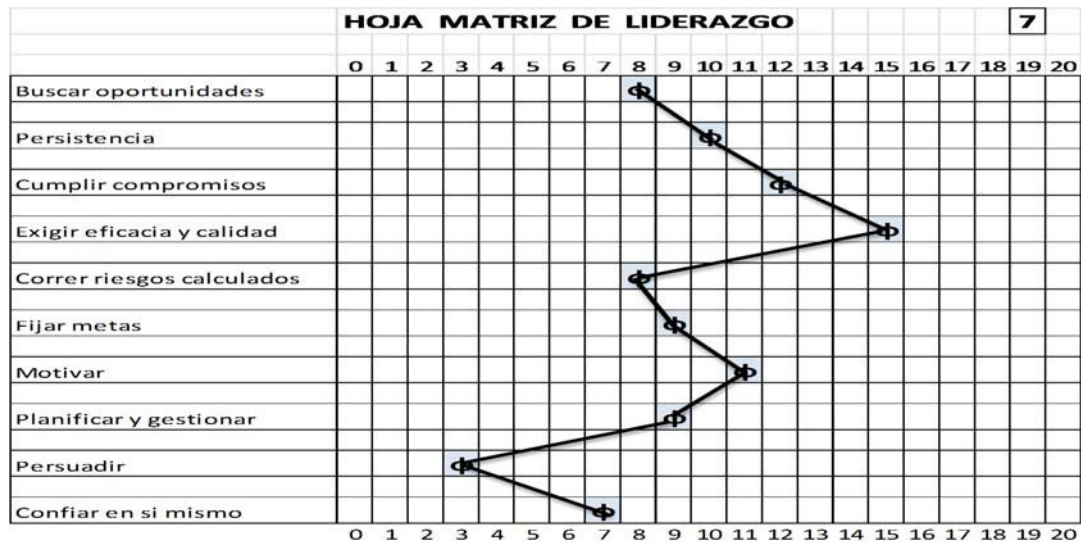 HOJA MATRIZ DE LIDERAZGO 7
0 1 2 3 4 5 6 7 8 9 10 11 12 13 14 15 16 17 18 19 20
Buscar oportunidades
Persistencia
Cumplir compromisos
Exigir eficacia y calidad
Correr riesgos calculados
Fijar metas
Motivar
Planificar y gestionar
Persuadir
Confiar en si mismo
0 1 2 3 4 5 6 7 8 9 10 11 12 13 14 15 16 17 18 19 20